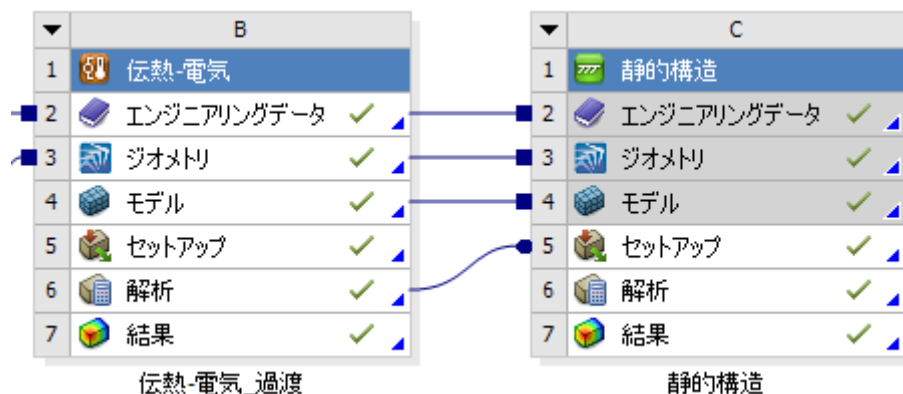 B
1 伝熱-電気
2 エンジニアリングデータ
3 ジオメトリ
4 モデル
5 セットアップ
6 解析
7 結果
伝熱-電気_過渡
C
1 静的構造
2 エンジニアリングデータ
3 ジオメトリ
4 モデル
5 セットアップ
6 解析
7 結果
静的構造